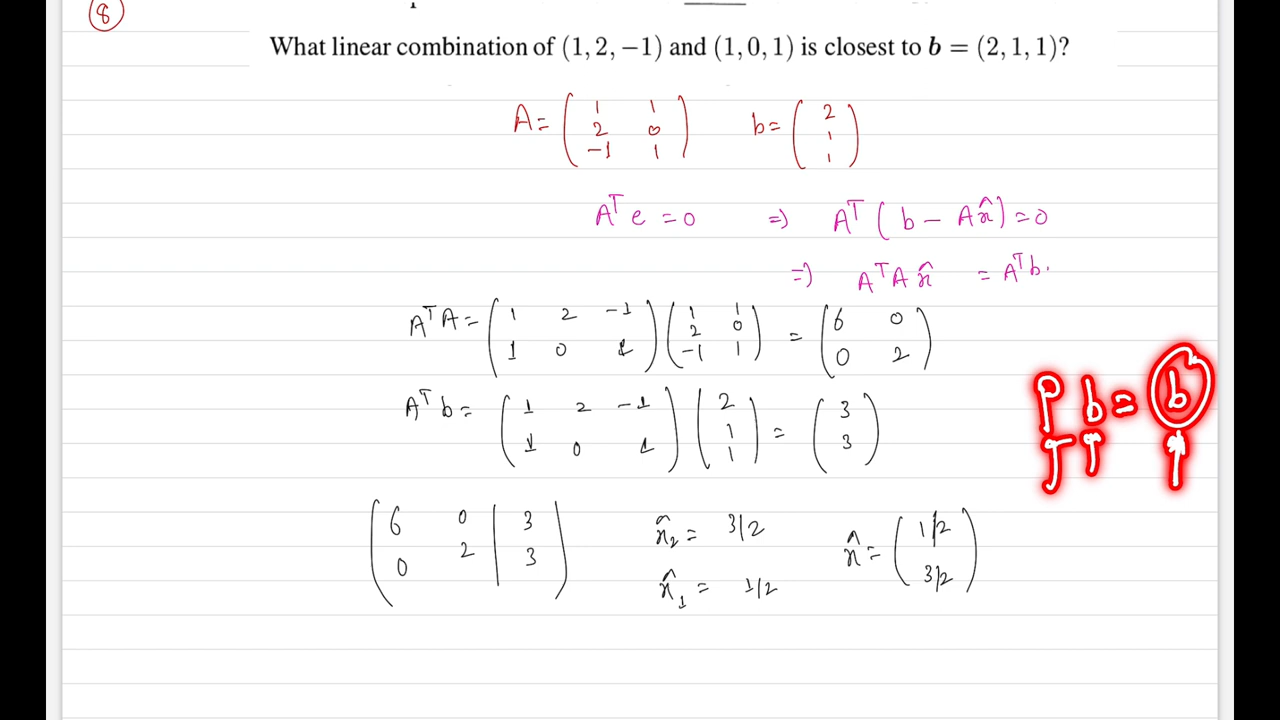 8
What linear combination of (1, 2, −1) and (1, 0, 1) is closest to b = (2, 1, 1)?
A = ( 1 1 ; 2 0 ; −1 1 )   b = ( 2 ; 1 ; 1 )
Aᵀ e = 0   ⇒   Aᵀ ( b − A x̂ ) = 0
⇒   AᵀA x̂ = Aᵀb.
AᵀA = ( 1 2 −1 ; 1 0 1 ) ( 1 1 ; 2 0 ; −1 1 ) = ( 6 0 ; 0 2 )
P b = b
Aᵀb = ( 1 2 −1 ; 1 0 1 ) ( 2 ; 1 ; 1 ) = ( 3 ; 3 )
( 6 0 | 3 ; 0 2 | 3 )   x̂₂ = 3/2   x̂ = ( 1/2 ; 3/2 )
x̂₁ = 1/2